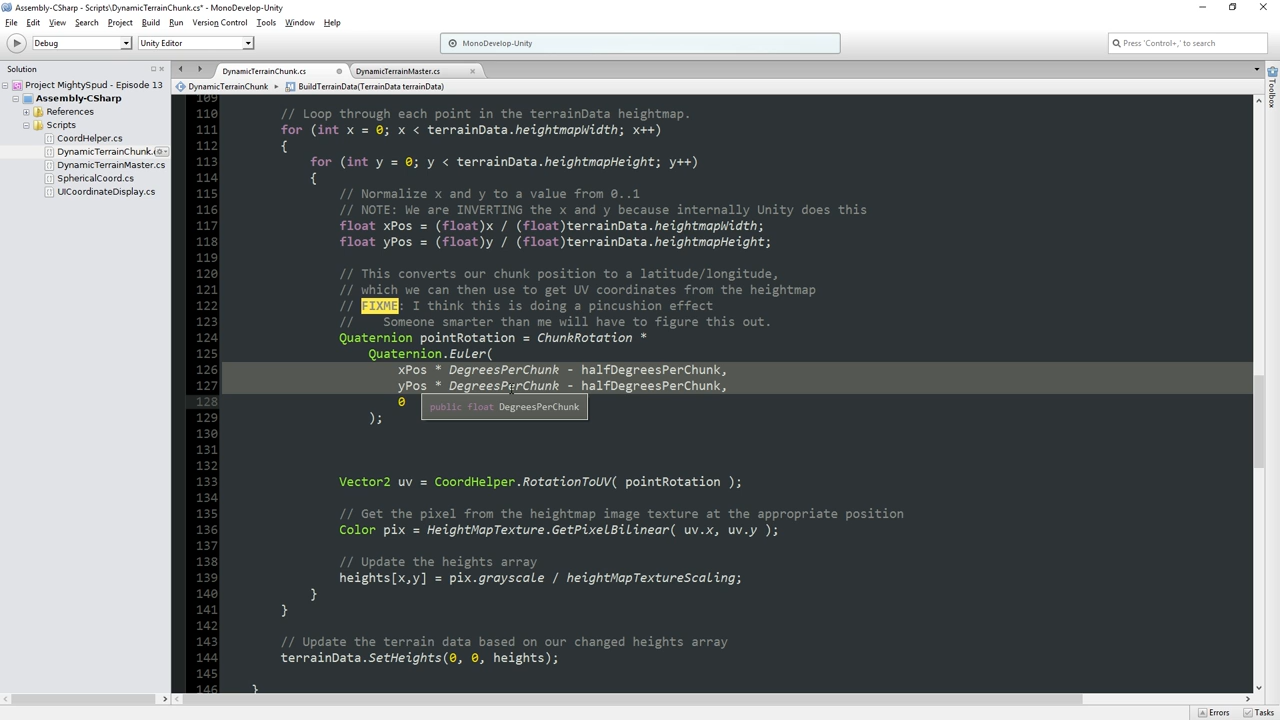 Assembly-CSharp - Scripts\DynamicTerrainChunk.cs* - MonoDevelop-Unity
File Edit View Search Project Build Run Version Control Tools Window Help
Debug Unity Editor MonoDevelop-Unity Press 'Control+,' to search
Solution
DynamicTerrainChunk.cs DynamicTerrainMaster.cs
Project MightySpud - Episode 13
Assembly-CSharp
References
Scripts
CoordHelper.cs
DynamicTerrainChunk.
DynamicTerrainMaster.cs
SphericalCoord.cs
UICoordinateDisplay.cs
DynamicTerrainChunk BuildTerrainData(TerrainData terrainData)
109
110 // Loop through each point in the terrainData heightmap.
111 for (int x = 0; x < terrainData.heightmapWidth; x++)
112 {
113 for (int y = 0; y < terrainData.heightmapHeight; y++)
114 {
115 // Normalize x and y to a value from 0..1
116 // NOTE: We are INVERTING the x and y because internally Unity does this
117 float xPos = (float)x / (float)terrainData.heightmapWidth;
118 float yPos = (float)y / (float)terrainData.heightmapHeight;
119
120 // This converts our chunk position to a latitude/longitude,
121 // which we can then use to get UV coordinates from the heightmap
122 // FIXME: I think this is doing a pincushion effect
123 // Someone smarter than me will have to figure this out.
124 Quaternion pointRotation = ChunkRotation *
125 Quaternion.Euler(
126 xPos * DegreesPerChunk - halfDegreesPerChunk,
127 yPos * DegreesPerChunk - halfDegreesPerChunk,
128 0
public float DegreesPerChunk
129 );
130
131
132
133 Vector2 uv = CoordHelper.RotationToUV( pointRotation );
134
135 // Get the pixel from the heightmap image texture at the appropriate position
136 Color pix = HeightMapTexture.GetPixelBilinear( uv.x, uv.y );
137
138 // Update the heights array
139 heights[x,y] = pix.grayscale / heightMapTextureScaling;
140 }
141 }
142
143 // Update the terrain data based on our changed heights array
144 terrainData.SetHeights(0, 0, heights);
145
146 }
Toolbox
Errors Tasks